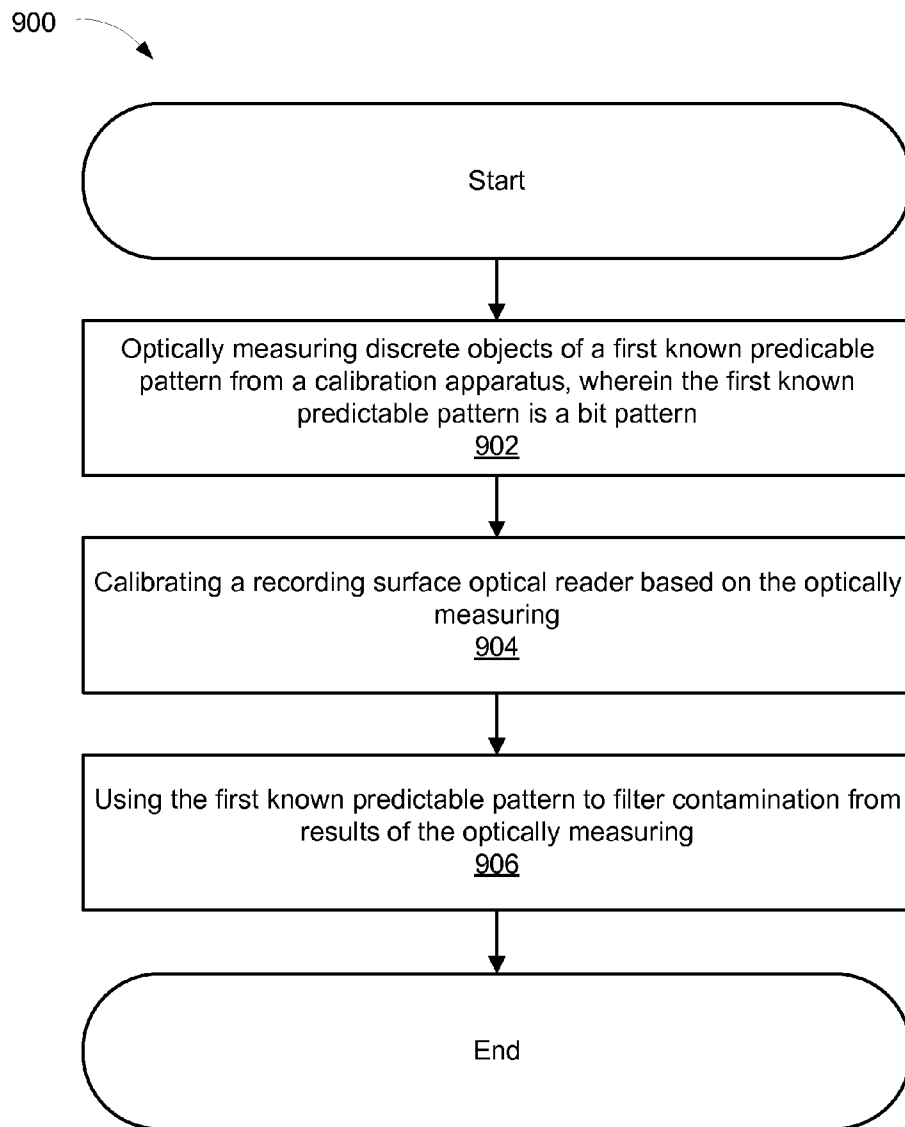 900
Start
Optically measuring discrete objects of a first known predicable
pattern from a calibration apparatus, wherein the first known
predictable pattern is a bit pattern
902
Calibrating a recording surface optical reader based on the optically
measuring
904
Using the first known predictable pattern to filter contamination from
results of the optically measuring
906
End